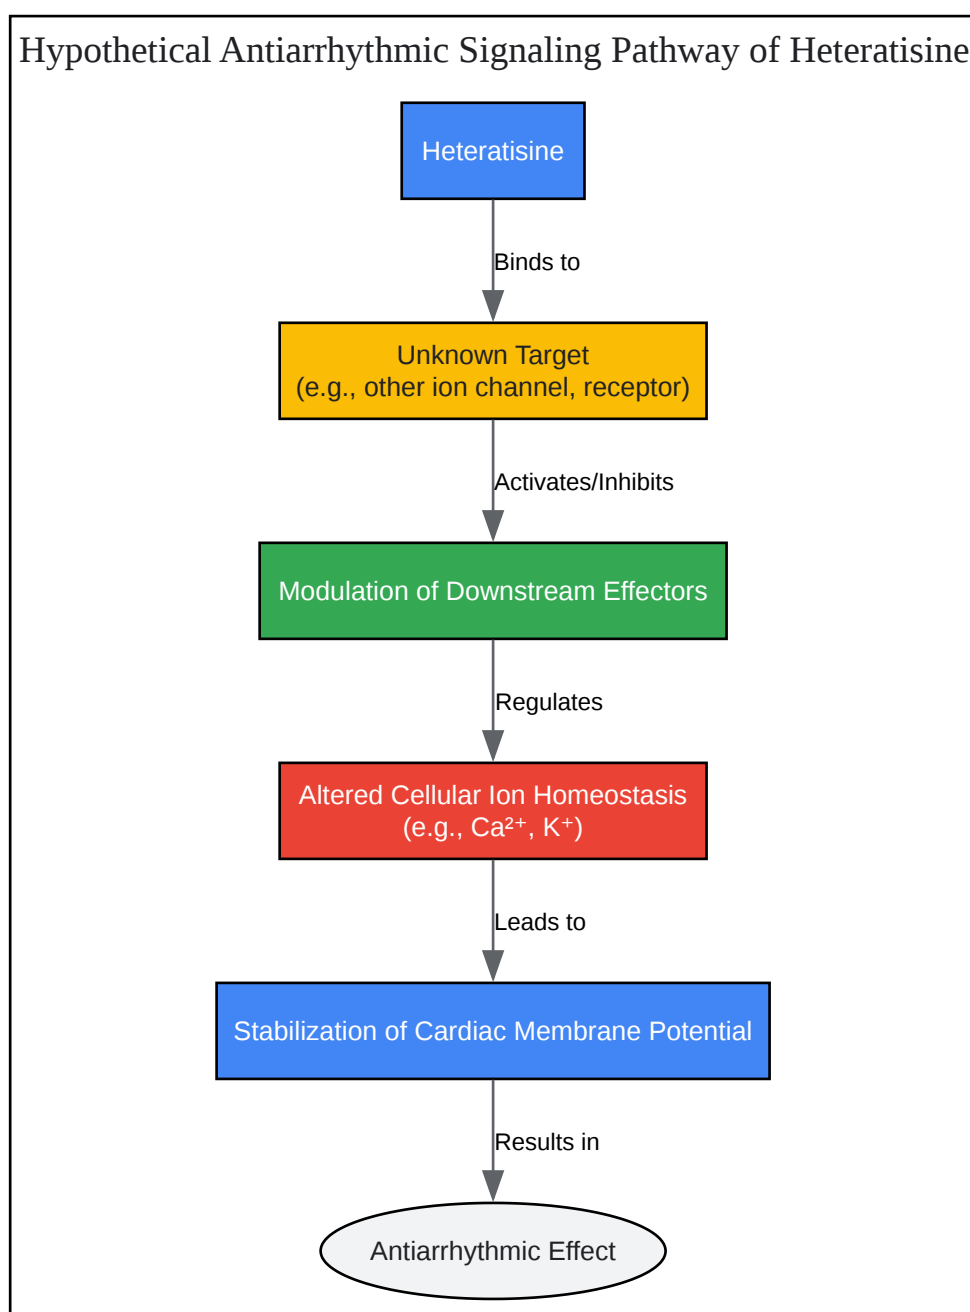 Hypothetical Antiarrhythmic Signaling Pathway of Heteratisine
Heteratisine
Binds to
Unknown Target
(e.g., other ion channel, receptor)
Activates/Inhibits
Modulation of Downstream Effectors
Regulates
Altered Cellular Ion Homeostasis
(e.g., Ca²⁺, K⁺)
Leads to
Stabilization of Cardiac Membrane Potential
Results in
Antiarrhythmic Effect